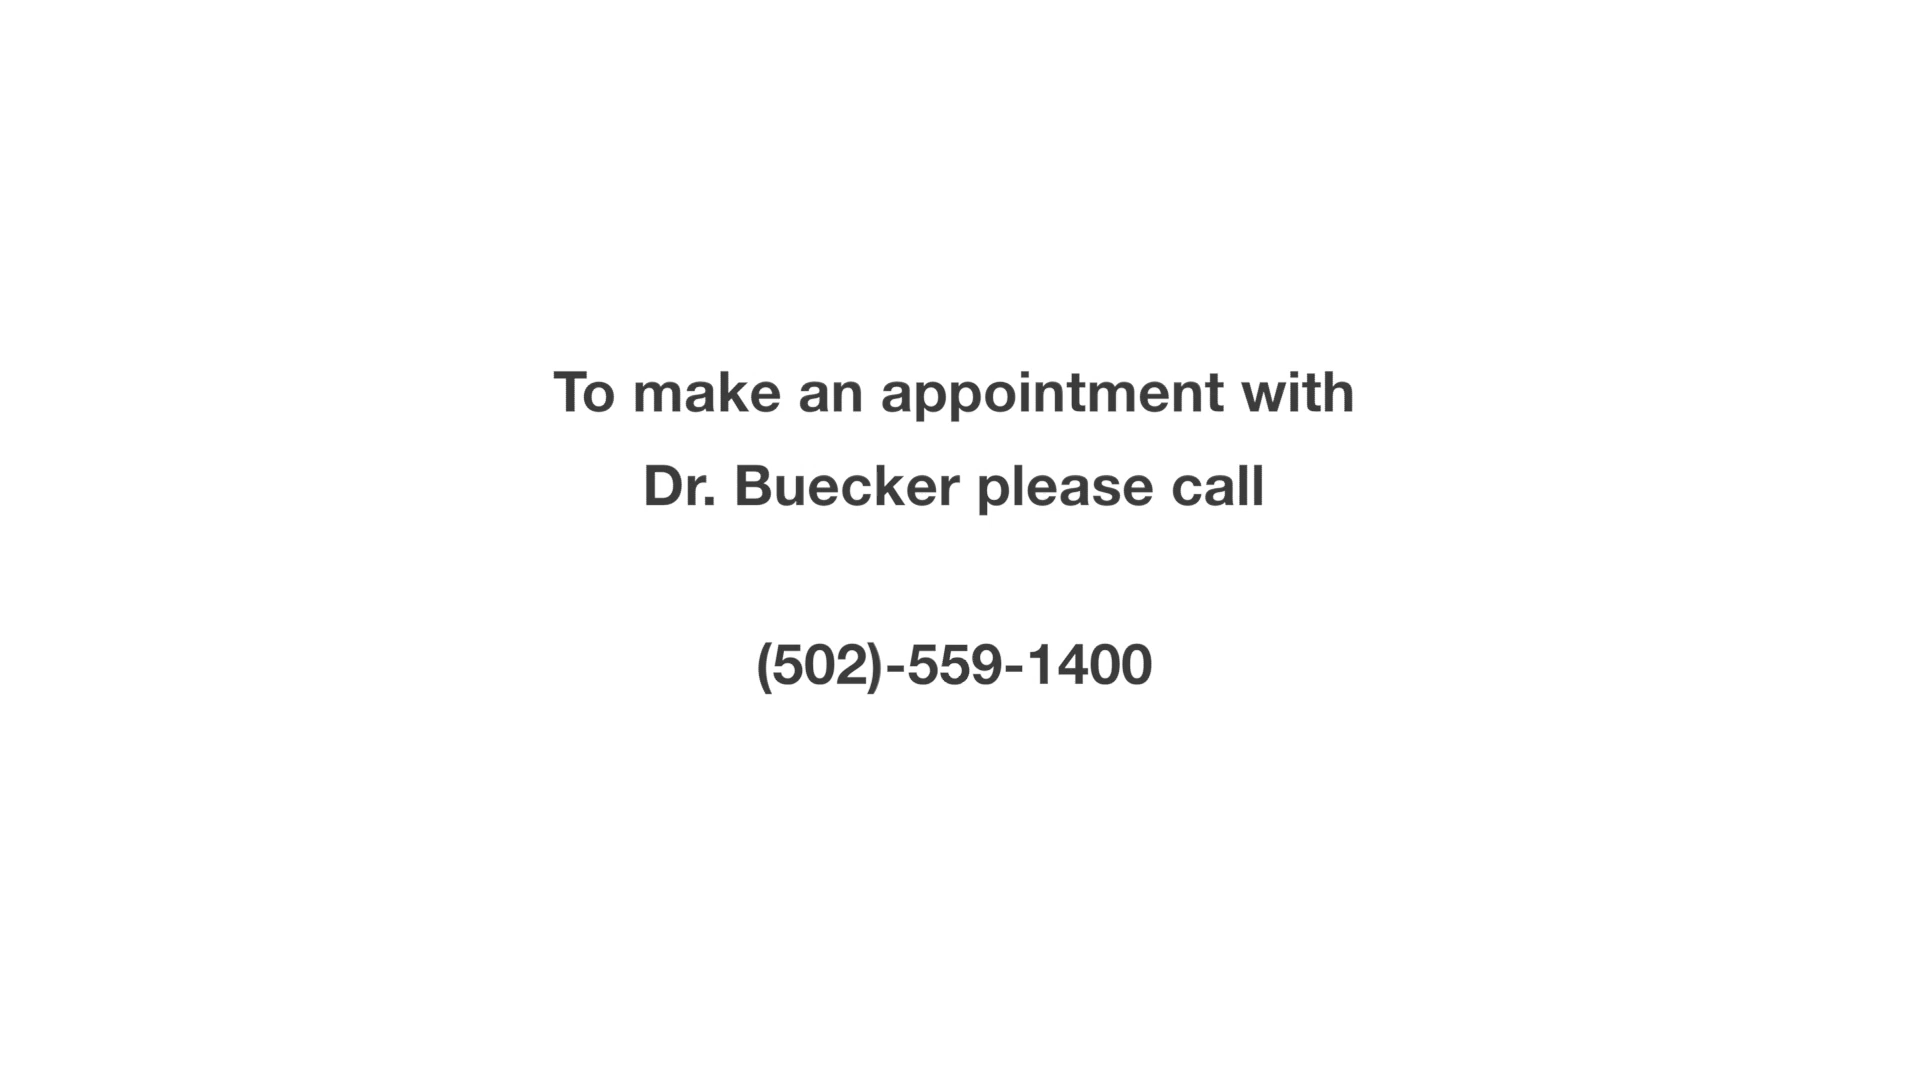 To make an appointment with
Dr. Buecker please call
(502)-559-1400